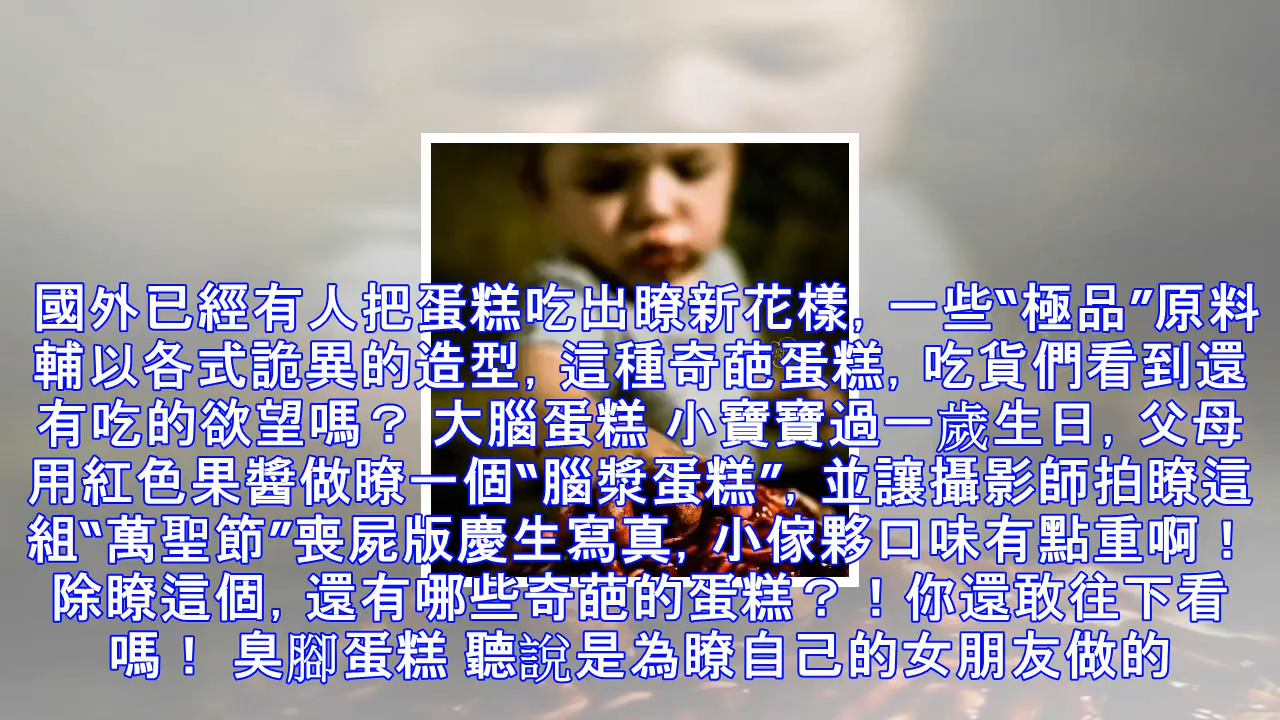 國外已經有人把蛋糕吃出瞭新花樣, 一些“極品”原料
輔以各式詭異的造型, 這種奇葩蛋糕, 吃貨們看到還
有吃的欲望嗎？ 大腦蛋糕 小寶寶過一歲生日, 父母
用紅色果醬做瞭一個“腦漿蛋糕”, 並讓攝影師拍瞭這
組“萬聖節”喪屍版慶生寫真, 小傢夥口味有點重啊！
除瞭這個, 還有哪些奇葩的蛋糕？！你還敢往下看
嗎！ 臭腳蛋糕 聽說是為瞭自己的女朋友做的